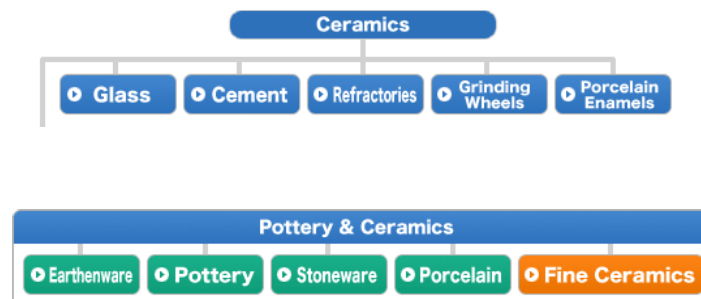 Ceramics
Glass
Cement
Refractories
Grinding
Wheels
Porcelain
Enamels
Pottery & Ceramics
Earthenware
Pottery
Stoneware
Porcelain
Fine Ceramics